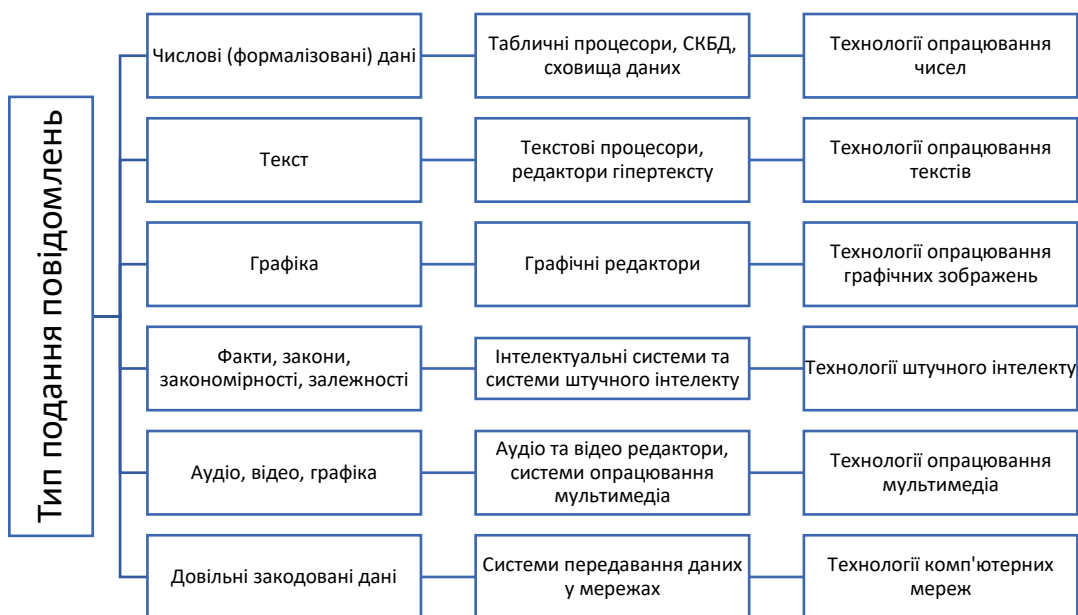 Тип подання повідомлень
Числові (формалізовані) дані
Табличні процесори, СКБД,
сховища даних
Технології опрацювання
чисел
Текст
Текстові процесори,
редактори гіпертексту
Технології опрацювання
текстів
Графіка
Графічні редактори
Технології опрацювання
графічних зображень
Факти, закони,
закономірності, залежності
Інтелектуальні системи та
системи штучного інтелекту
Технології штучного інтелекту
Аудіо, відео, графіка
Аудіо та відео редактори,
системи опрацювання
мультимедіа
Технології опрацювання
мультимедіа
Довільні закодовані дані
Системи передавання даних
у мережах
Технології комп'ютерних
мереж